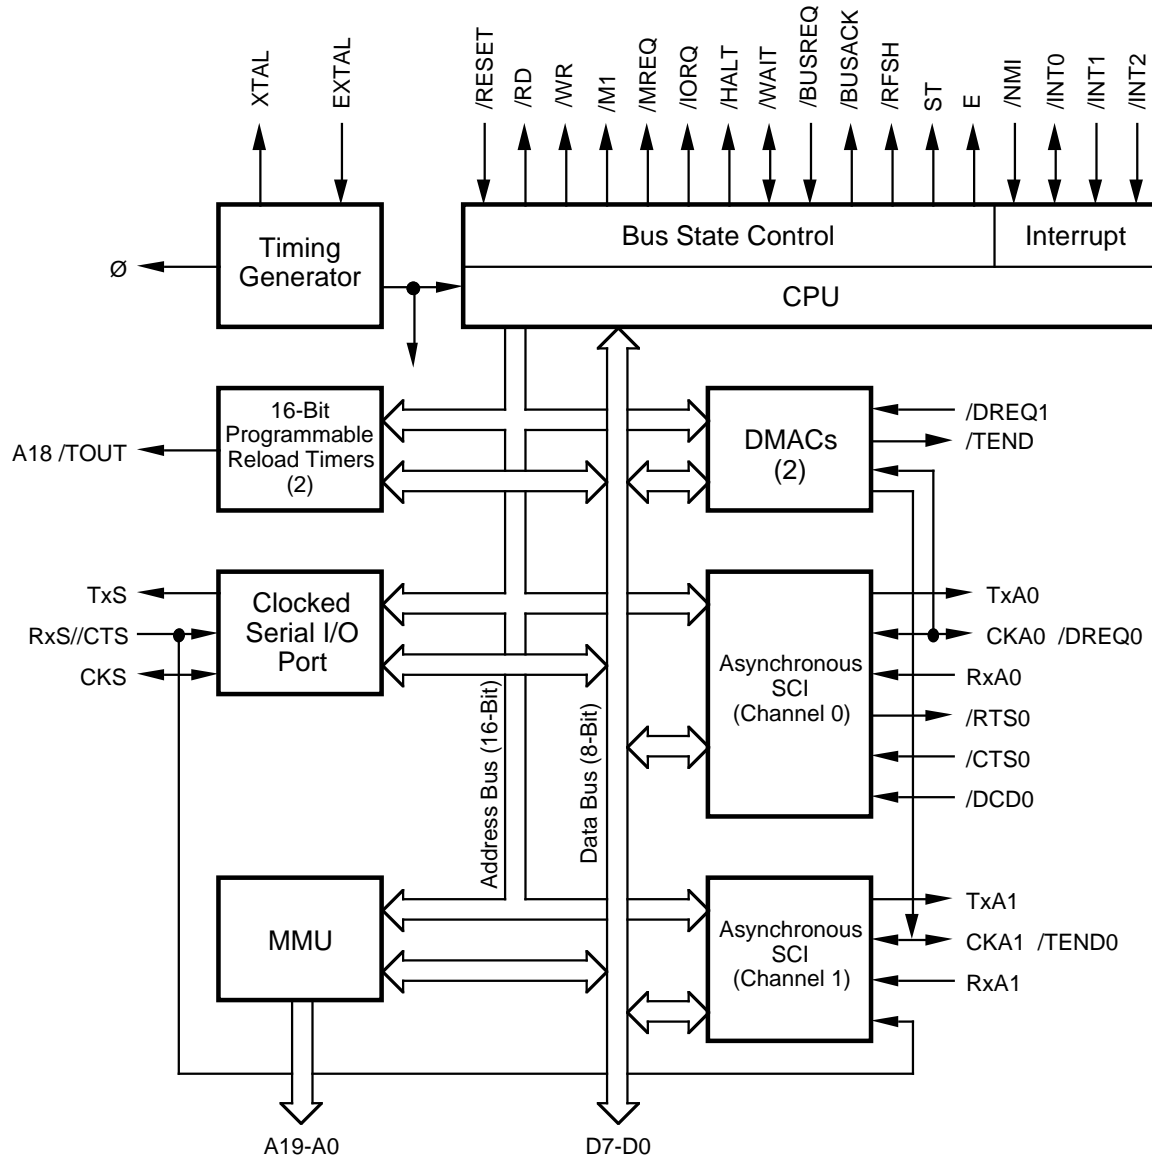 XTAL
EXTAL
/RESET
/RD
/WR
/M1
/MREQ
/IORQ
/HALT
/WAIT
/BUSREQ
/BUSACK
/RFSH
ST
E
/NMI
/INT0
/INT1
/INT2
Timing
Generator
Ø
Bus State Control
Interrupt
CPU
16-Bit
Programmable
Reload Timers
(2)
A18 /TOUT
DMACs
(2)
/DREQ1
/TEND
TxS
RxS//CTS
CKS
Clocked
Serial I/O
Port
Address Bus (16-Bit)
Data Bus (8-Bit)
Asynchronous
SCI
(Channel 0)
TxA0
CKA0 /DREQ0
RxA0
/RTS0
/CTS0
/DCD0
MMU
Asynchronous
SCI
(Channel 1)
TxA1
CKA1 /TEND0
RxA1
A19-A0
D7-D0